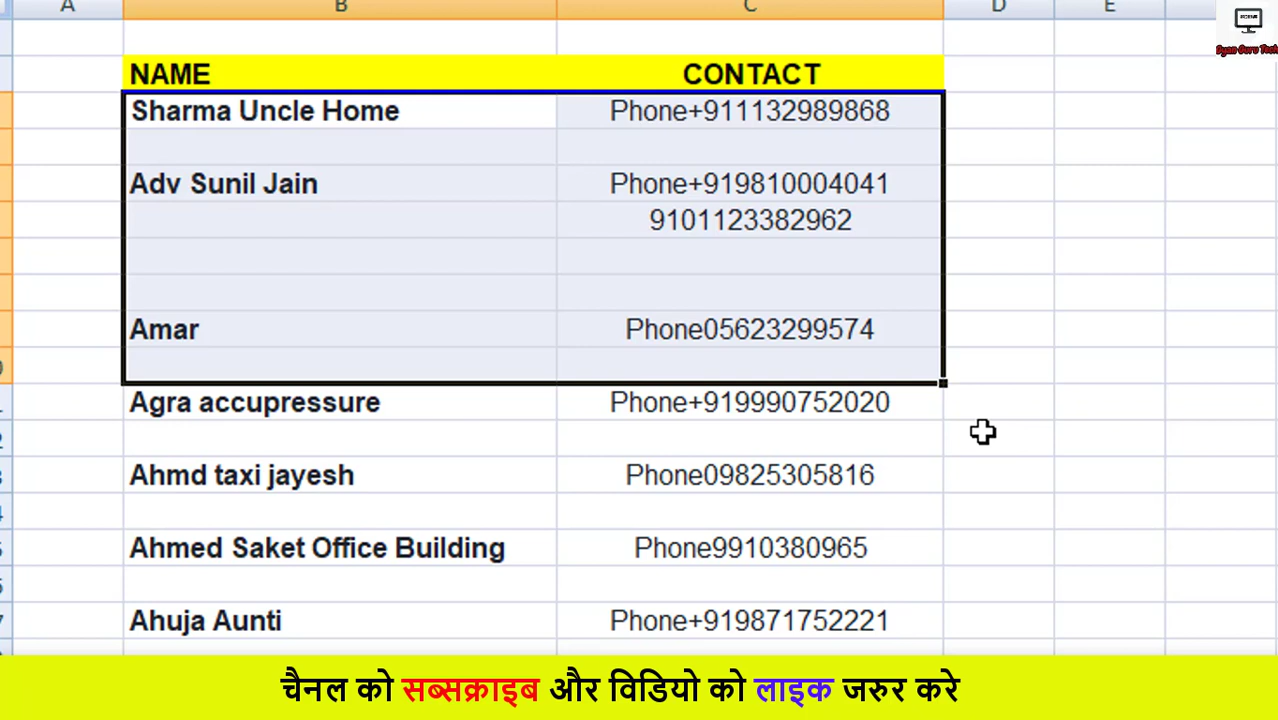 A B C D E
NAME CONTACT
Sharma Uncle Home Phone+911132989868
Adv Sunil Jain Phone+919810004041
9101123382962
Amar Phone05623299574
Agra accupressure Phone+919990752020
Ahmd taxi jayesh Phone09825305816
Ahmed Saket Office Building Phone9910380965
Ahuja Aunti Phone+919871752221
चैनल को सब्सक्राइब और विडियो को लाइक जरुर करे